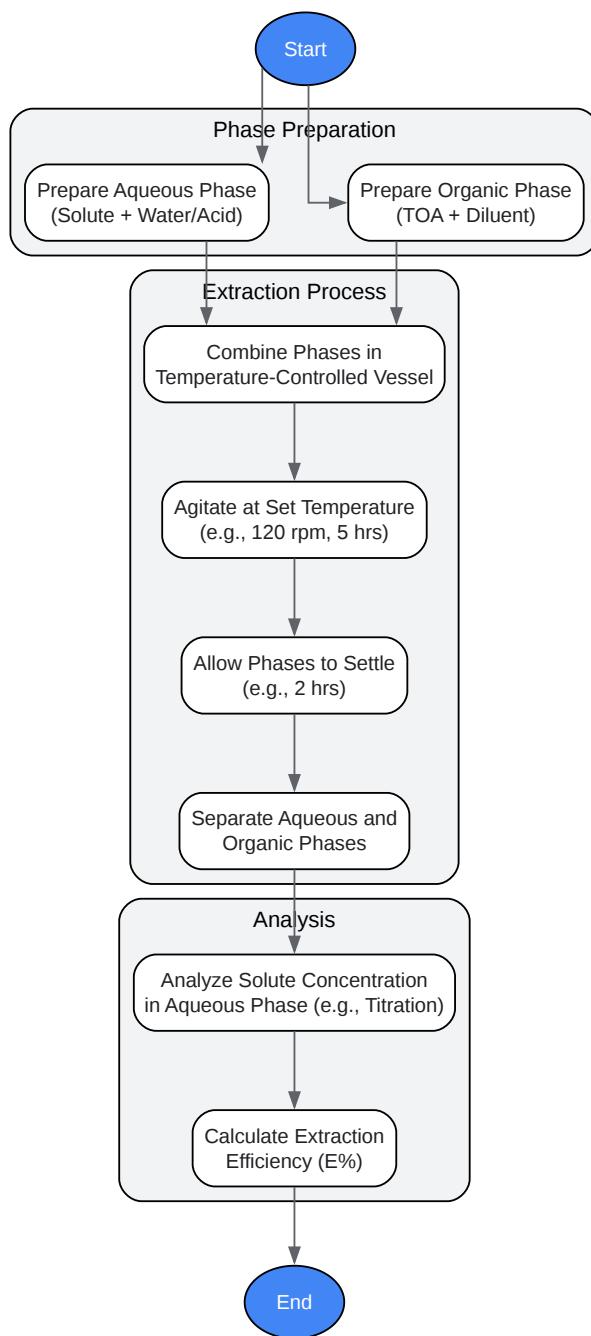 Start
Phase Preparation
Prepare Aqueous Phase
(Solute + Water/Acid)
Prepare Organic Phase
(TOA + Diluent)
Extraction Process
Combine Phases in
Temperature-Controlled Vessel
Agitate at Set Temperature
(e.g., 120 rpm, 5 hrs)
Allow Phases to Settle
(e.g., 2 hrs)
Separate Aqueous and
Organic Phases
Analysis
Analyze Solute Concentration
in Aqueous Phase (e.g., Titration)
Calculate Extraction
Efficiency (E%)
End